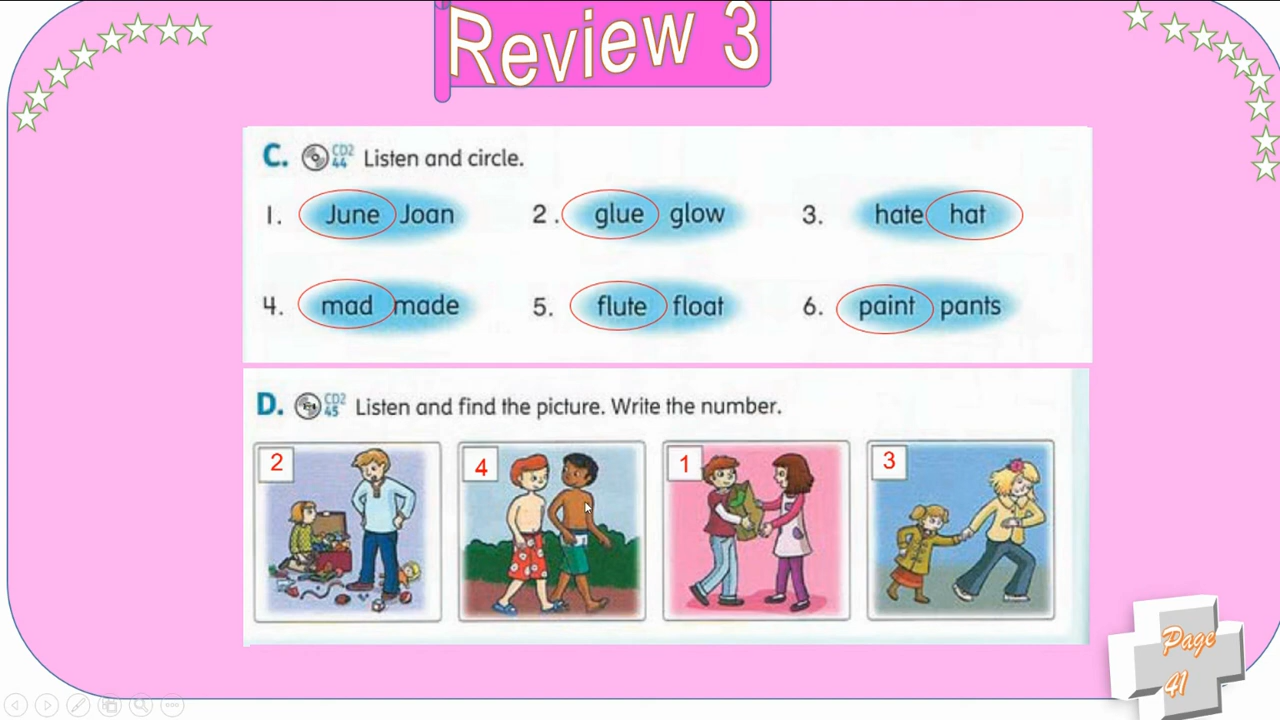 Review 3
C. CD2 44 Listen and circle.
1. June Joan 2. glue glow 3. hate hat
4. mad made 5. flute float 6. paint pants
D. CD2 45 Listen and find the picture. Write the number.
2 4 1 3
Page
41